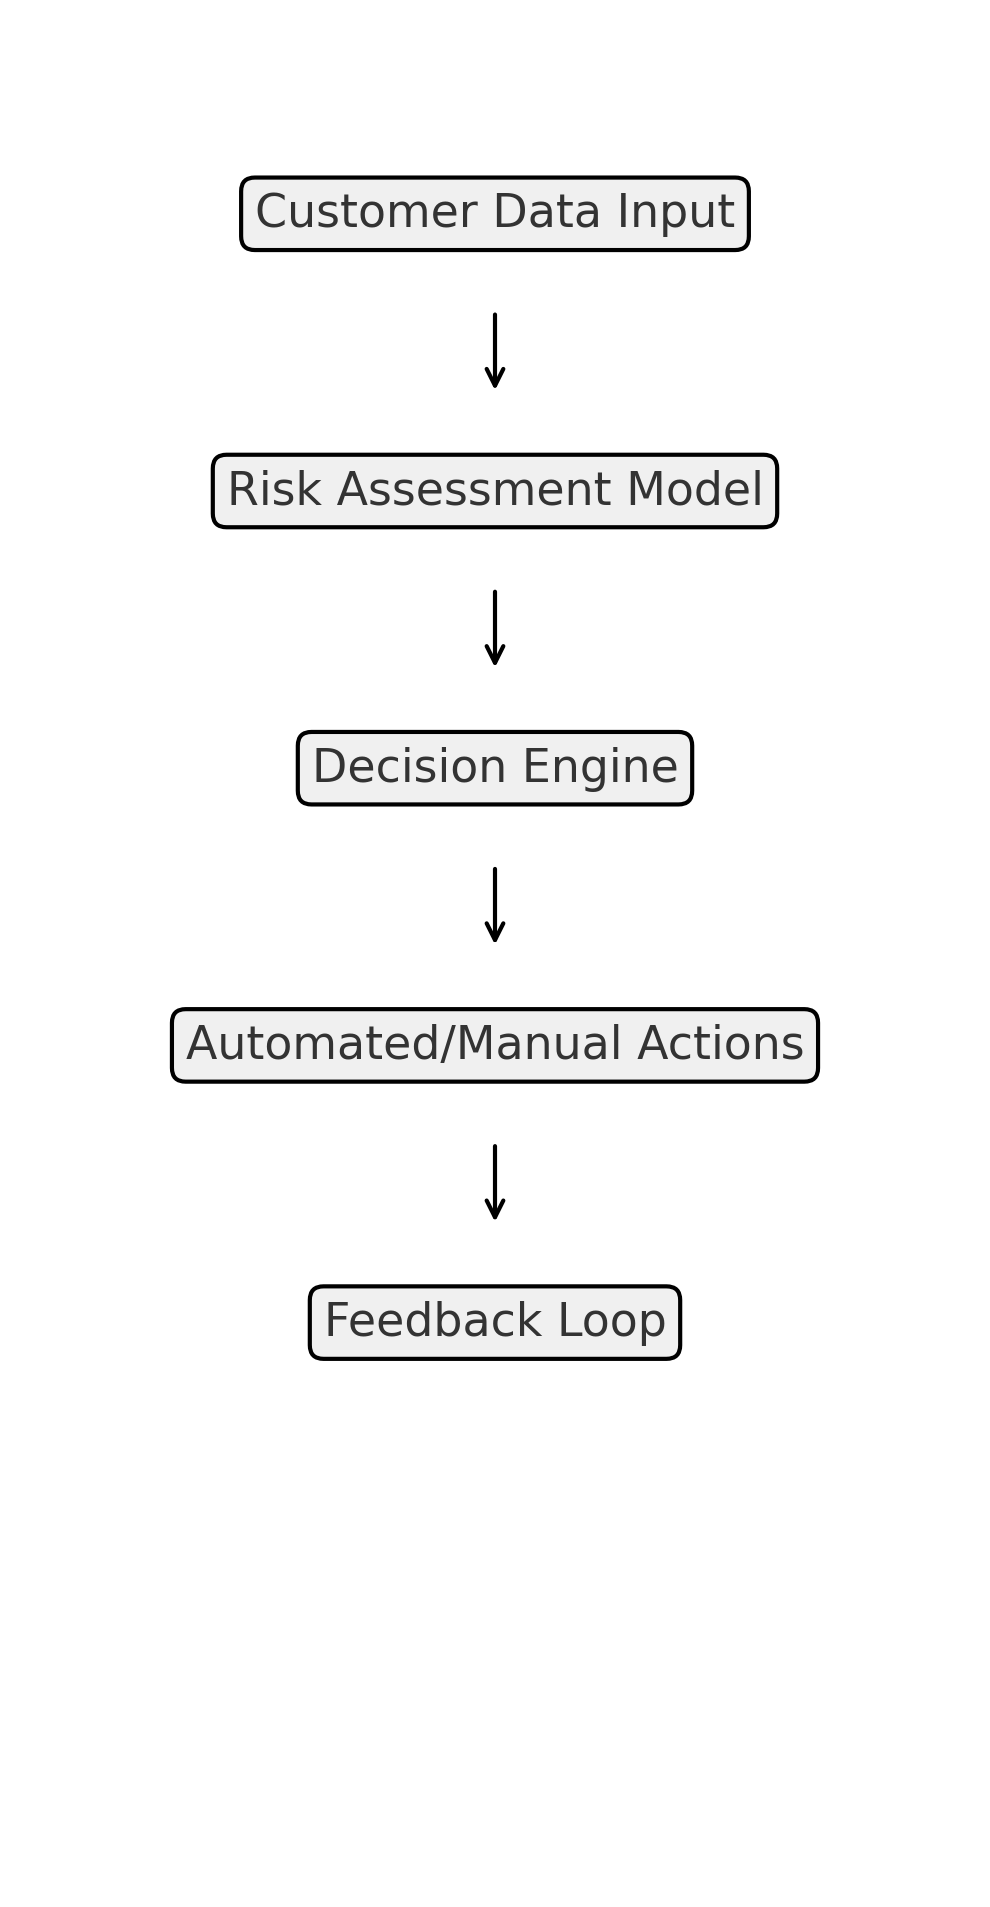 Customer Data Input
Risk Assessment Model
Decision Engine
Automated/Manual Actions
Feedback Loop